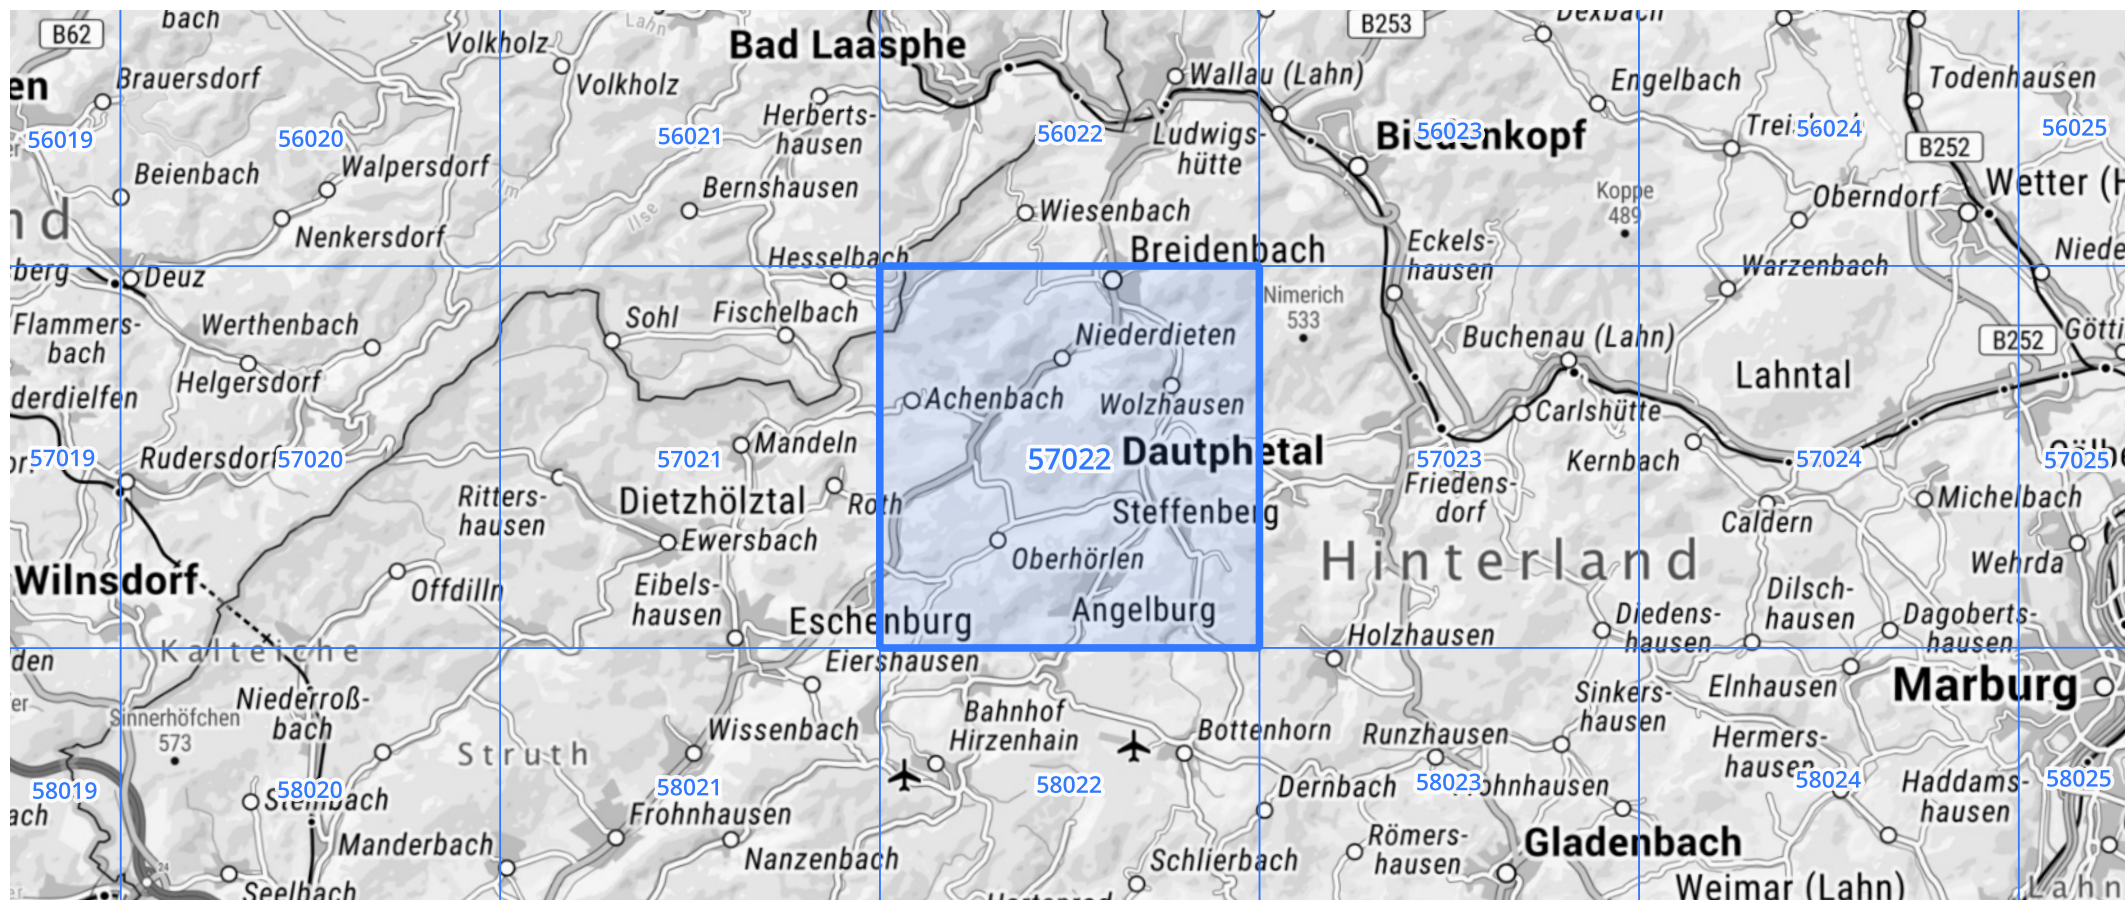 B62
bach
Volkholz
Lahn
Bad Laasphe
B253
Dexbach
en
Brauersdorf
Volkholz
Wallau (Lahn)
Engelbach
Todenhausen
56019
56020
56021
Herberts-
hausen
56022
Ludwigs-
hütte
56023
Biedenkopf
56024
B252
56025
Beienbach
Walpersdorf
Ilm
Bernshausen
Koppe
489
Oberndorf
Wetter (H
nd
Nenkersdorf
Ilse
Wiesenbach
Breidenbach
Eckels-
hausen
Niede
berg
Deuz
Hesselbach
Warzenbach
Nimerich
533
Flammers-
bach
Werthenbach
Sohl
Fischelbach
Niederdieten
Buchenau (Lahn)
B252
Götti
Helgersdorf
Lahntal
derdielfen
Achenbach
Wolzhausen
Carlshütte
57019
Rudersdorf
57020
57021
Mandeln
57022
Dautphetal
57023
Kernbach
57024
57025
Ritters-
hausen
Dietzhölztal
Roth
Steffenberg
Friedens-
dorf
Caldern
Michelbach
Ewersbach
Oberhörlen
Hinterland
Wehrda
Wilnsdorf
Offdilln
Eibels-
hausen
Eschenburg
Angelburg
Dilsch-
hausen
Diedens-
hausen
Dagoberts-
hausen
Kalteiche
Holzhausen
den
Eiershausen
er
Sinnerhöfchen
573
Niederroß-
bach
Elnhausen
Marburg
Sinkers-
hausen
Struth
Wissenbach
Bahnhof
Hirzenhain
Bottenhorn
Runzhausen
Hermers-
hausen
58019
58020
Steinbach
58021
58022
58023
58024
58025
Dernbach
Haddams-
hausen
ach
Frohnhausen
Manderbach
Nanzenbach
Römers-
hausen
Gladenbach
24
Schlierbach
Seelbach
Weimar (Lahn)
Lahn